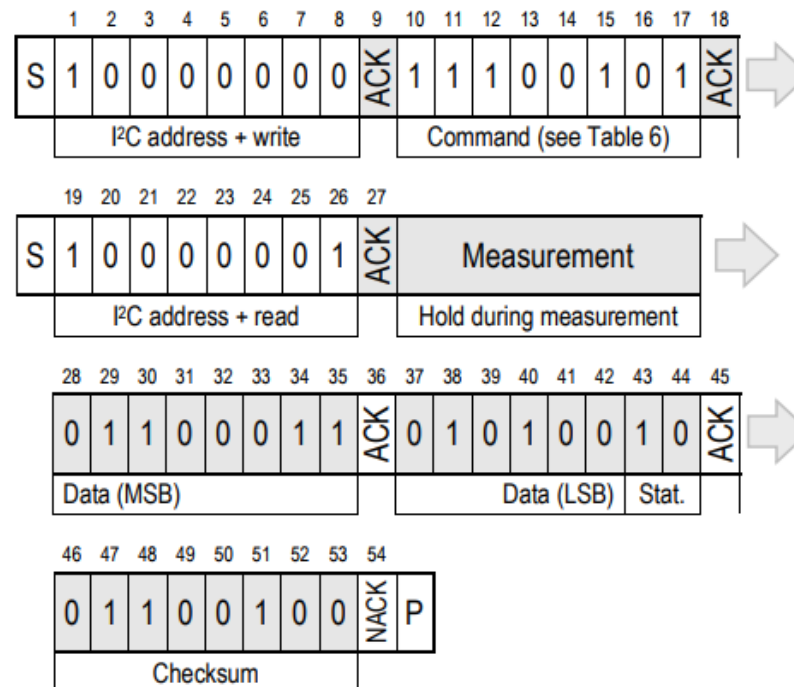 1 2 3 4 5 6 7 8 9 10 11 12 13 14 15 16 17 18
S 1 0 0 0 0 0 0 0 ACK 1 1 1 0 0 1 0 1 ACK
I²C address + write Command (see Table 6)
19 20 21 22 23 24 25 26 27
S 1 0 0 0 0 0 0 1 ACK Measurement
I²C address + read Hold during measurement
28 29 30 31 32 33 34 35 36 37 38 39 40 41 42 43 44 45
0 1 1 0 0 0 1 1 ACK 0 1 0 1 0 0 1 0 ACK
Data (MSB) Data (LSB) Stat.
46 47 48 49 50 51 52 53 54
0 1 1 0 0 1 0 0 NACK P
Checksum